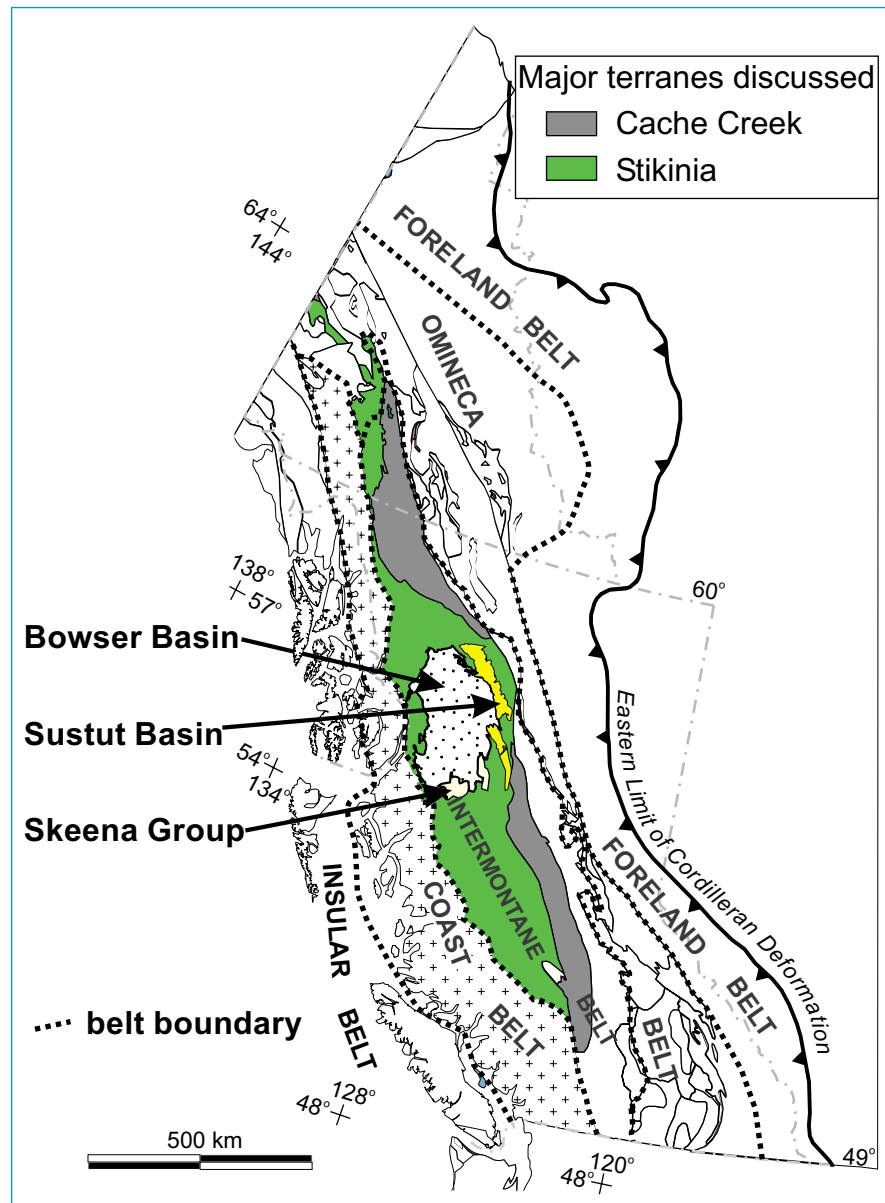 Major terranes discussed
Cache Creek
Stikinia
64°
144°
FORELAND BELT
OMINECA
138°
57°
60°
Bowser Basin
Sustut Basin
Skeena Group
54°
134°
INTERMONTANE
BELT
COAST
BELT
INSULAR
BELT
FORELAND
BELT
BELT
Eastern Limit of Cordilleran Deformation
belt boundary
128°
48°
500 km
120°
48°
49°